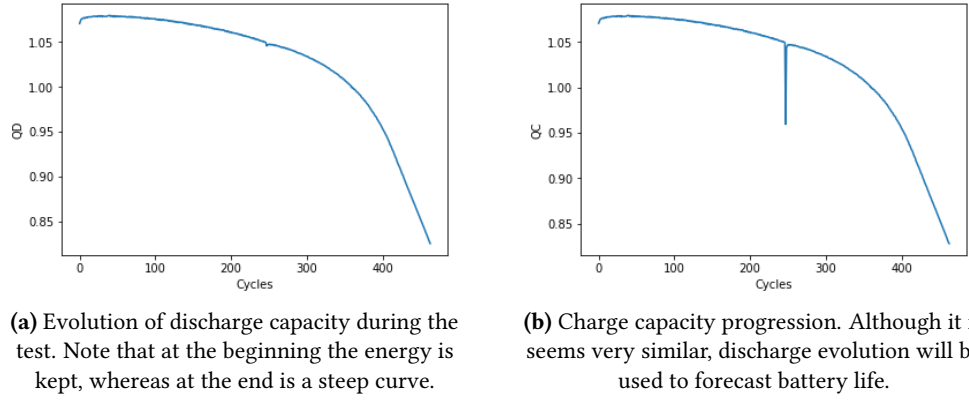 1.05
1.00
0.95
0.90
0.85
QD
0
100
200
300
400
Cycles
1.05
1.00
0.95
0.90
0.85
QC
0
100
200
300
400
Cycles
(a) Evolution of discharge capacity during the
test. Note that at the beginning the energy is
kept, whereas at the end is a steep curve.
(b) Charge capacity progression. Although it
seems very similar, discharge evolution will
used to forecast battery life.